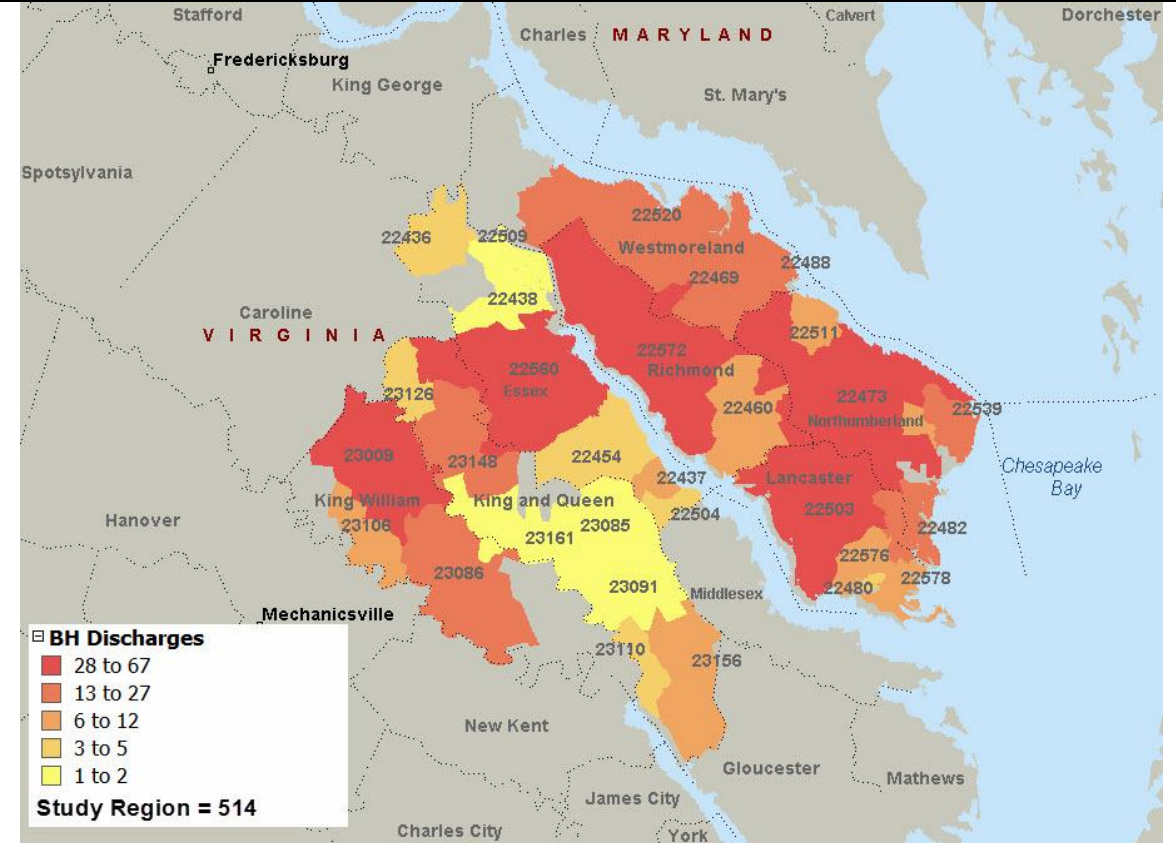 Stafford
Calvert
Dorchester
Charles
MARYLAND
Fredericksburg
King George
St. Mary's
Spotsylvania
22520
22436
22509
Westmoreland
22488
22469
22438
Caroline
VIRGINIA
22511
22572
22560
Richmond
Essex
23126
22473
22460
22539
Northumberland
23009
22454
23148
Chesapeake
Bay
22437
Lancaster
King William
King and Queen
22503
22504
Hanover
23106
23085
22482
23161
22576
23086
22578
23091
22480
Middlesex
Mechanicsville
23110
23156
BH Discharges
28 to 67
13 to 27
6 to 12
3 to 5
1 to 2
Study Region = 514
New Kent
Gloucester
Mathews
James City
Charles City
York